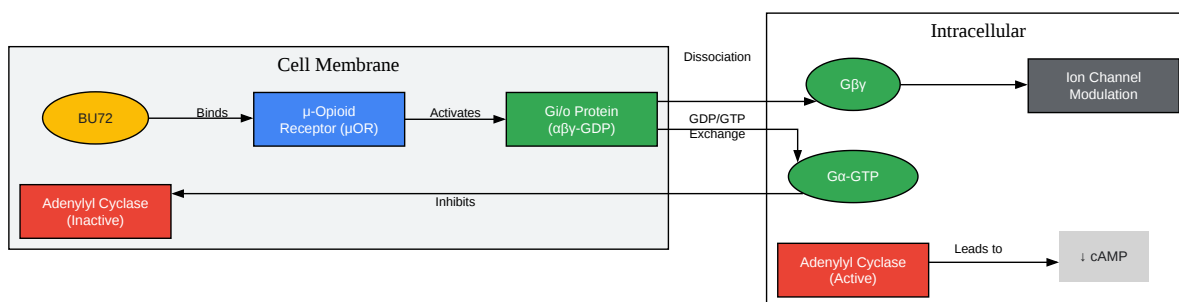 Cell Membrane
BU72
Binds
μ-Opioid
Receptor (μOR)
Activates
Gi/o Protein
(αβγ-GDP)
Adenylyl Cyclase
(Inactive)
Inhibits
Dissociation
GDP/GTP
Exchange
Intracellular
Gβγ
Ion Channel
Modulation
Gα-GTP
Adenylyl Cyclase
(Active)
Leads to
↓ cAMP